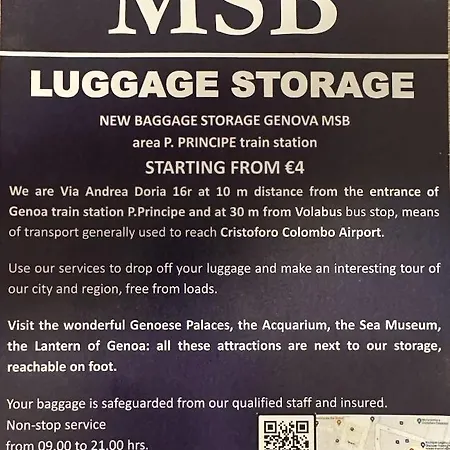 MSB
LUGGAGE STORAGE
NEW BAGGAGE STORAGE GENOVA MSB
area P. PRINCIPE train station
STARTING FROM €4
We are Via Andrea Doria 16r at 10 m distance from the entrance of
Genoa train station P.Principe and at 30 m from Volabus bus stop, means
of transport generally used to reach Cristoforo Colombo Airport.
Use our services to drop off your luggage and make an interesting tour of
our city and region, free from loads.
Visit the wonderful Genoese Palaces, the Acquarium, the Sea Museum,
the Lantern of Genoa: all these attractions are next to our storage,
reachable on foot.
Your baggage is safeguarded from our qualified staff and insured.
Non-stop service
from 09.00 to 21.00 hrs.